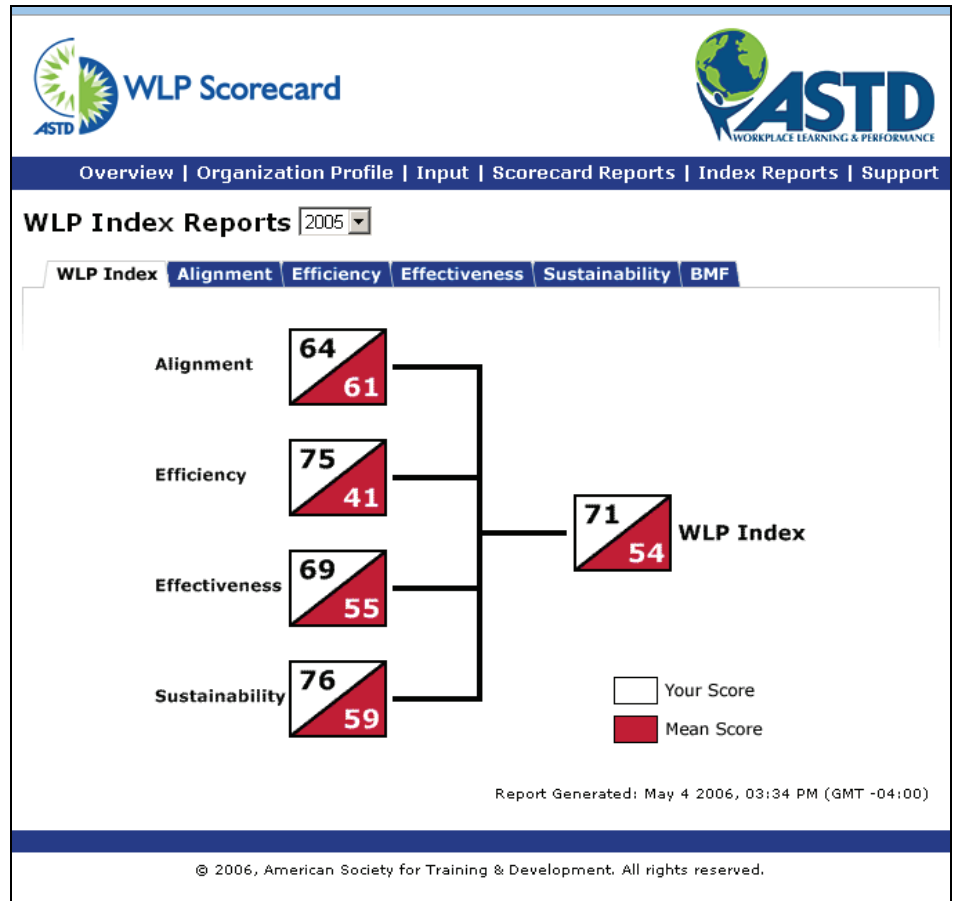 WLP Scorecard
ASTD
ASTD
WORKPLACE LEARNING & PERFORMANCE
Overview | Organization Profile | Input | Scorecard Reports | Index Reports | Support
WLP Index Reports 2005
WLP Index Alignment Efficiency Effectiveness Sustainability BMF
Alignment 64 61
Efficiency 75 41
71 54 WLP Index
Effectiveness 69 55
Sustainability 76 59
Your Score
Mean Score
Report Generated: May 4 2006, 03:34 PM (GMT -04:00)
© 2006, American Society for Training & Development. All rights reserved.